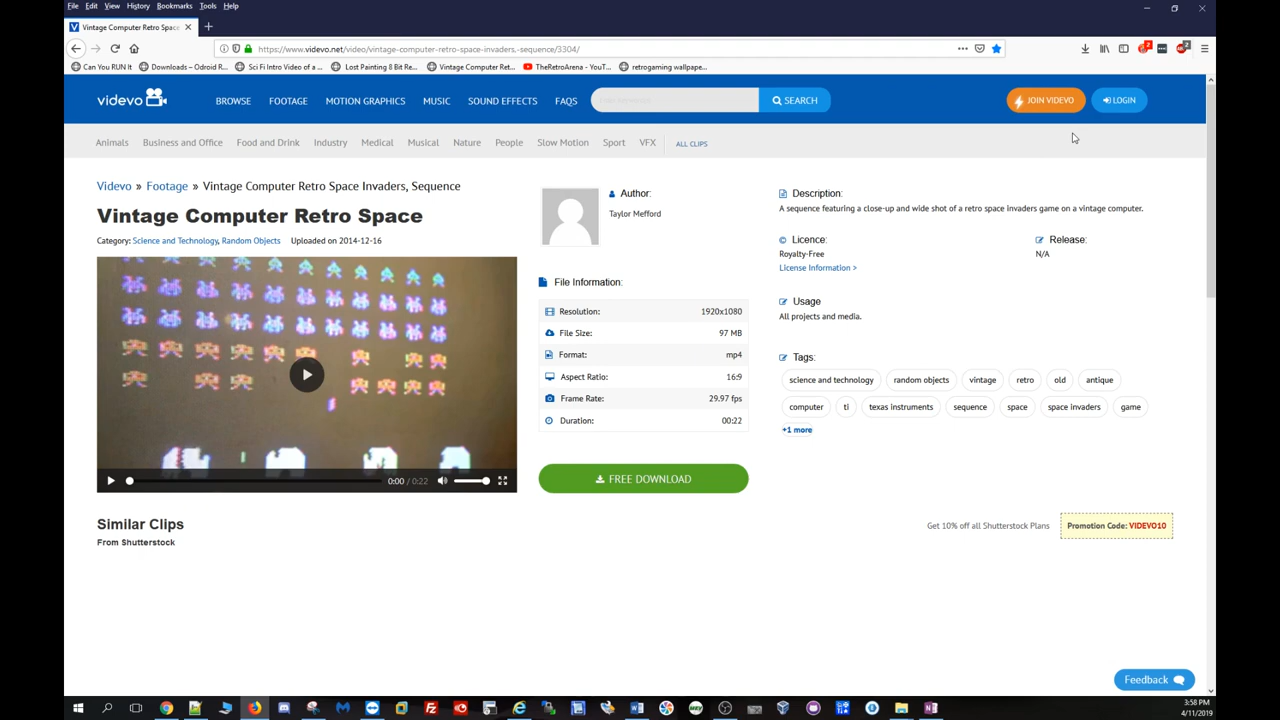 File Edit View History Bookmarks Tools Help
Vintage Computer Retro Space
https://www.videvo.net/video/vintage-computer-retro-space-invaders,-sequence/3304/
Can You RUN It Downloads – Odroid R... Sci Fi Intro Video of a ... Lost Painting 8 Bit Re... Vintage Computer Ret... TheRetroArena - YouT... retrogaming wallpape...
videvo BROWSE FOOTAGE MOTION GRAPHICS MUSIC SOUND EFFECTS FAQS SEARCH JOIN VIDEVO LOGIN
Animals Business and Office Food and Drink Industry Medical Musical Nature People Slow Motion Sport VFX ALL CLIPS
Videvo » Footage » Vintage Computer Retro Space Invaders, Sequence
Vintage Computer Retro Space
Category: Science and Technology, Random Objects Uploaded on 2014-12-16
0:00 / 0:22
Author:
Taylor Mefford
File Information:
Resolution: 1920x1080
File Size: 97 MB
Format: mp4
Aspect Ratio: 16:9
Frame Rate: 29.97 fps
Duration: 00:22
FREE DOWNLOAD
Description:
A sequence featuring a close-up and wide shot of a retro space invaders game on a vintage computer.
Licence:
Royalty-Free
License Information >
Release:
N/A
Usage
All projects and media.
Tags:
science and technology random objects vintage retro old antique
computer ti texas instruments sequence space space invaders game
+1 more
Similar Clips
From Shutterstock
Get 10% off all Shutterstock Plans Promotion Code: VIDEVO10
Feedback
3:58 PM
4/11/2019